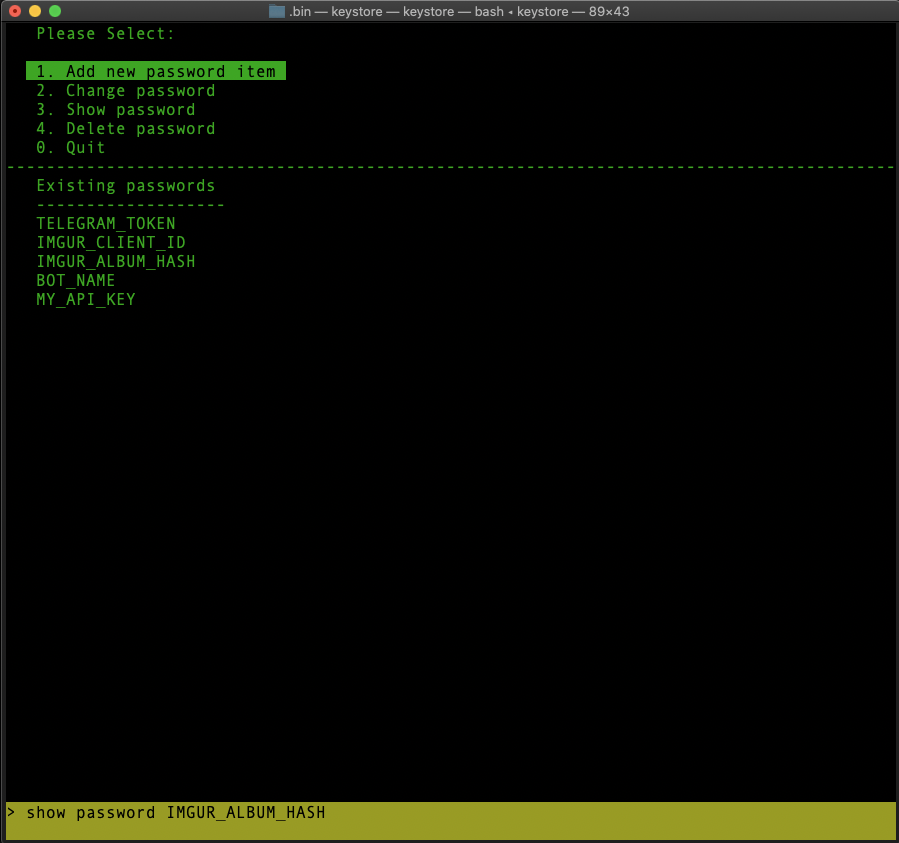 .bin — keystore — keystore — bash ◂ keystore — 89×43
Please Select:
1. Add new password item
2. Change password
3. Show password
4. Delete password
0. Quit
-----------------------------------------------------------------------------------------
Existing passwords
-------------------
TELEGRAM_TOKEN
IMGUR_CLIENT_ID
IMGUR_ALBUM_HASH
BOT_NAME
MY_API_KEY
> show password IMGUR_ALBUM_HASH